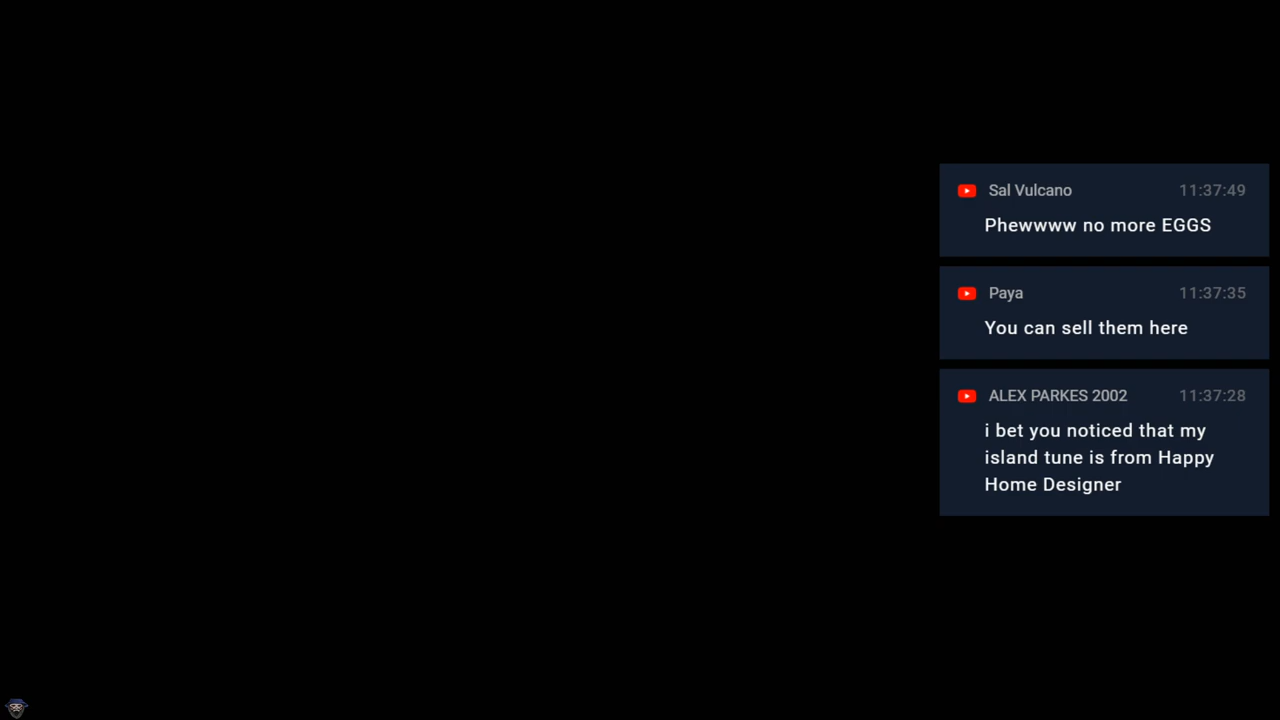 Sal Vulcano 11:37:49
Phewwww no more EGGS
Paya 11:37:35
You can sell them here
ALEX PARKES 2002 11:37:28
i bet you noticed that my
island tune is from Happy
Home Designer